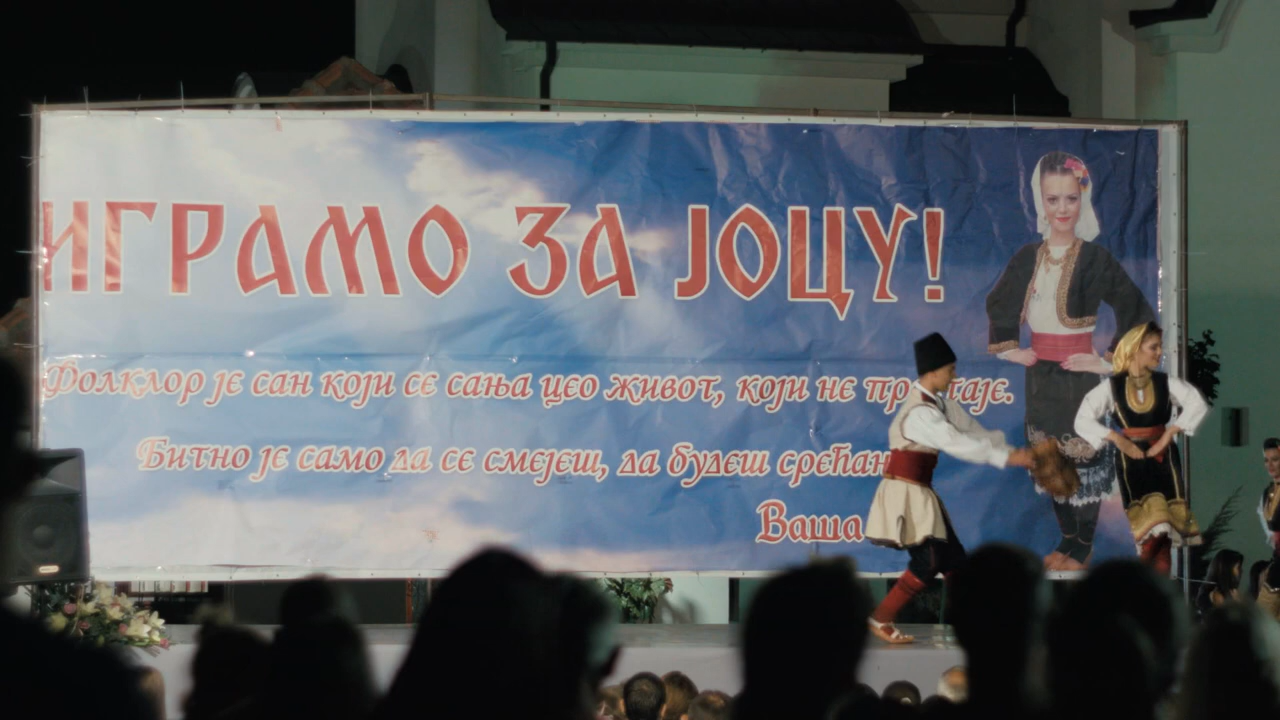 ИГРАМО ЗА ЈОЦУ!
Фолклор је сан који се сања цео живот, који не
Битно је само да се смејеш, да будеш срећан
Ваша